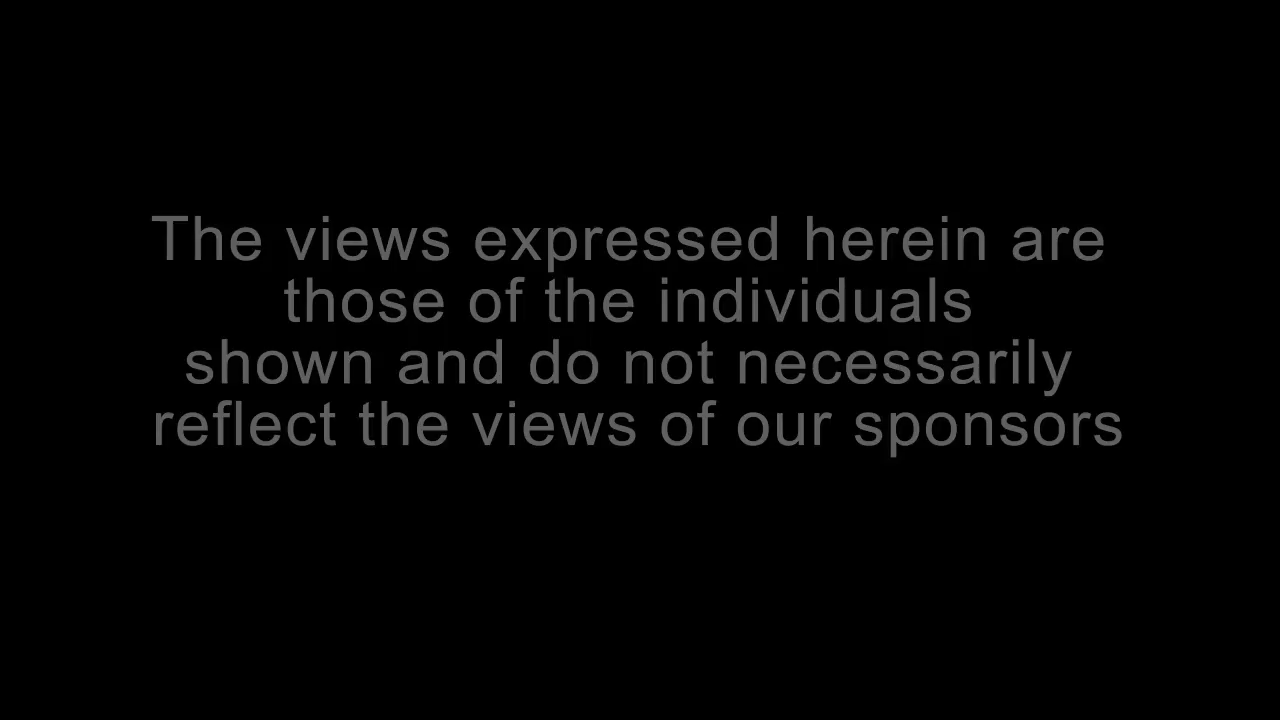 The views expressed herein are
those of the individuals
shown and do not necessarily
reflect the views of our sponsors